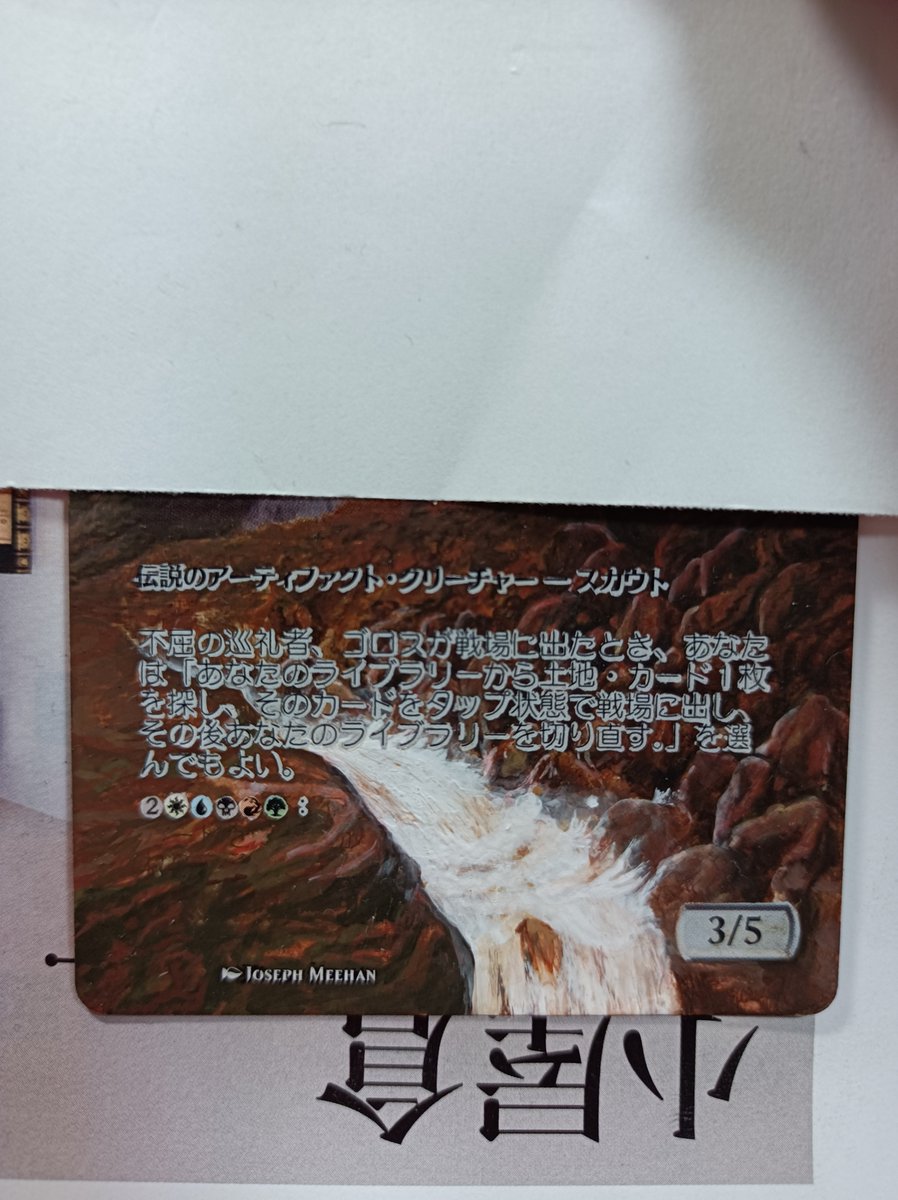 伝説のアーティファクト・クリーチャー ― スカウト
不屈の巡礼者、ゴロスが戦場に出たとき、あなた
は「あなたのライブラリーから土地・カード1枚
を探し、そのカードをタップ状態で戦場に出し、
その後あなたのライブラリーを切り直す。」を選
んでもよい。
2:
3/5
JOSEPH MEEHAN
小屋倉